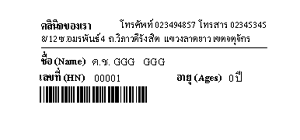 คลินิคของเรา โทรศัพท์ 023494857 โทรสาร 02345345
8/12 ซ.อมรพันธ์4 ถ.วิภาวดีรังสิต แขวงลาดยาว เขตจตุจักร
ชื่อ (Name) ค.ช. GGG GGG
เลขที่ (HN) 00001 อายุ (Ages) 0 ปี